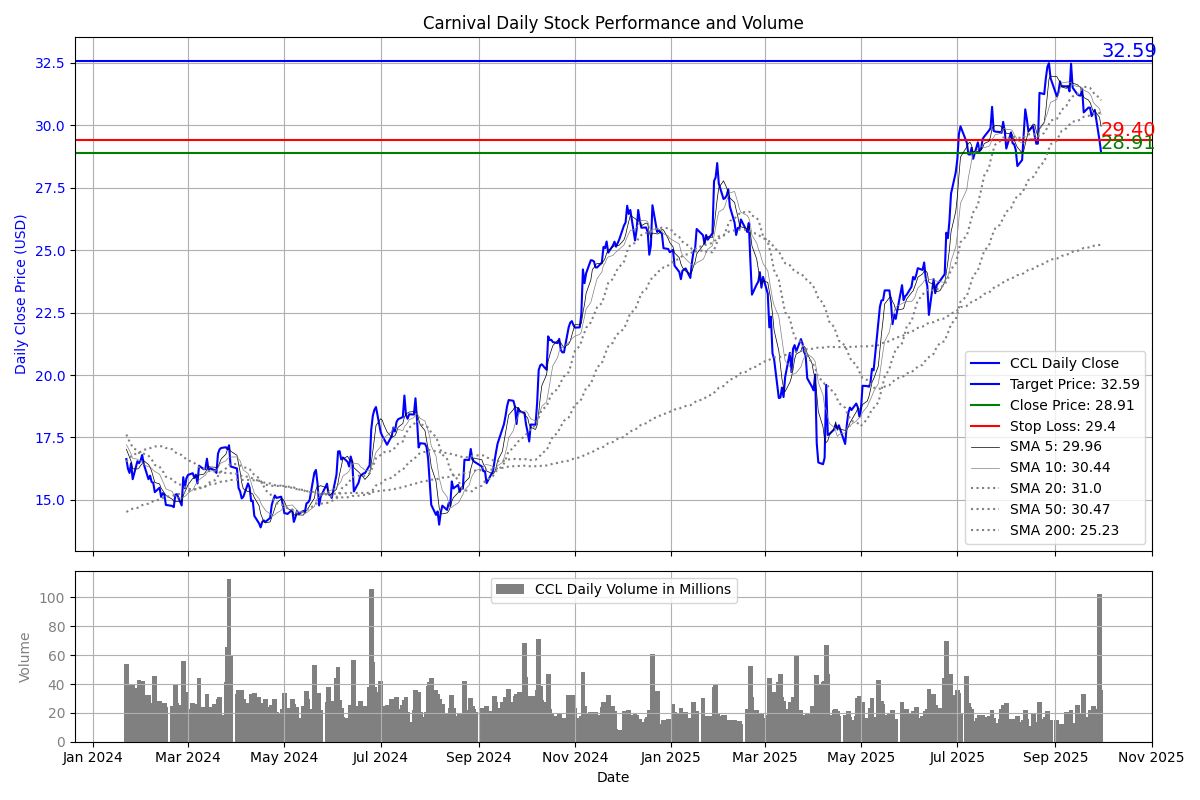 Carnival Daily Stock Performance and Volume
Daily Close Price (USD)
32.5
30.0
27.5
25.0
22.5
20.0
17.5
15.0
32.59
29.40
28.91
CCL Daily Close
Target Price: 32.59
Close Price: 28.91
Stop Loss: 29.4
SMA 5: 29.96
SMA 10: 30.44
SMA 20: 31.0
SMA 50: 30.47
SMA 200: 25.23
Volume
100
80
60
40
20
0
CCL Daily Volume in Millions
Jan 2024 Mar 2024 May 2024 Jul 2024 Sep 2024 Nov 2024 Jan 2025 Mar 2025 May 2025 Jul 2025 Sep 2025 Nov 2025
Date